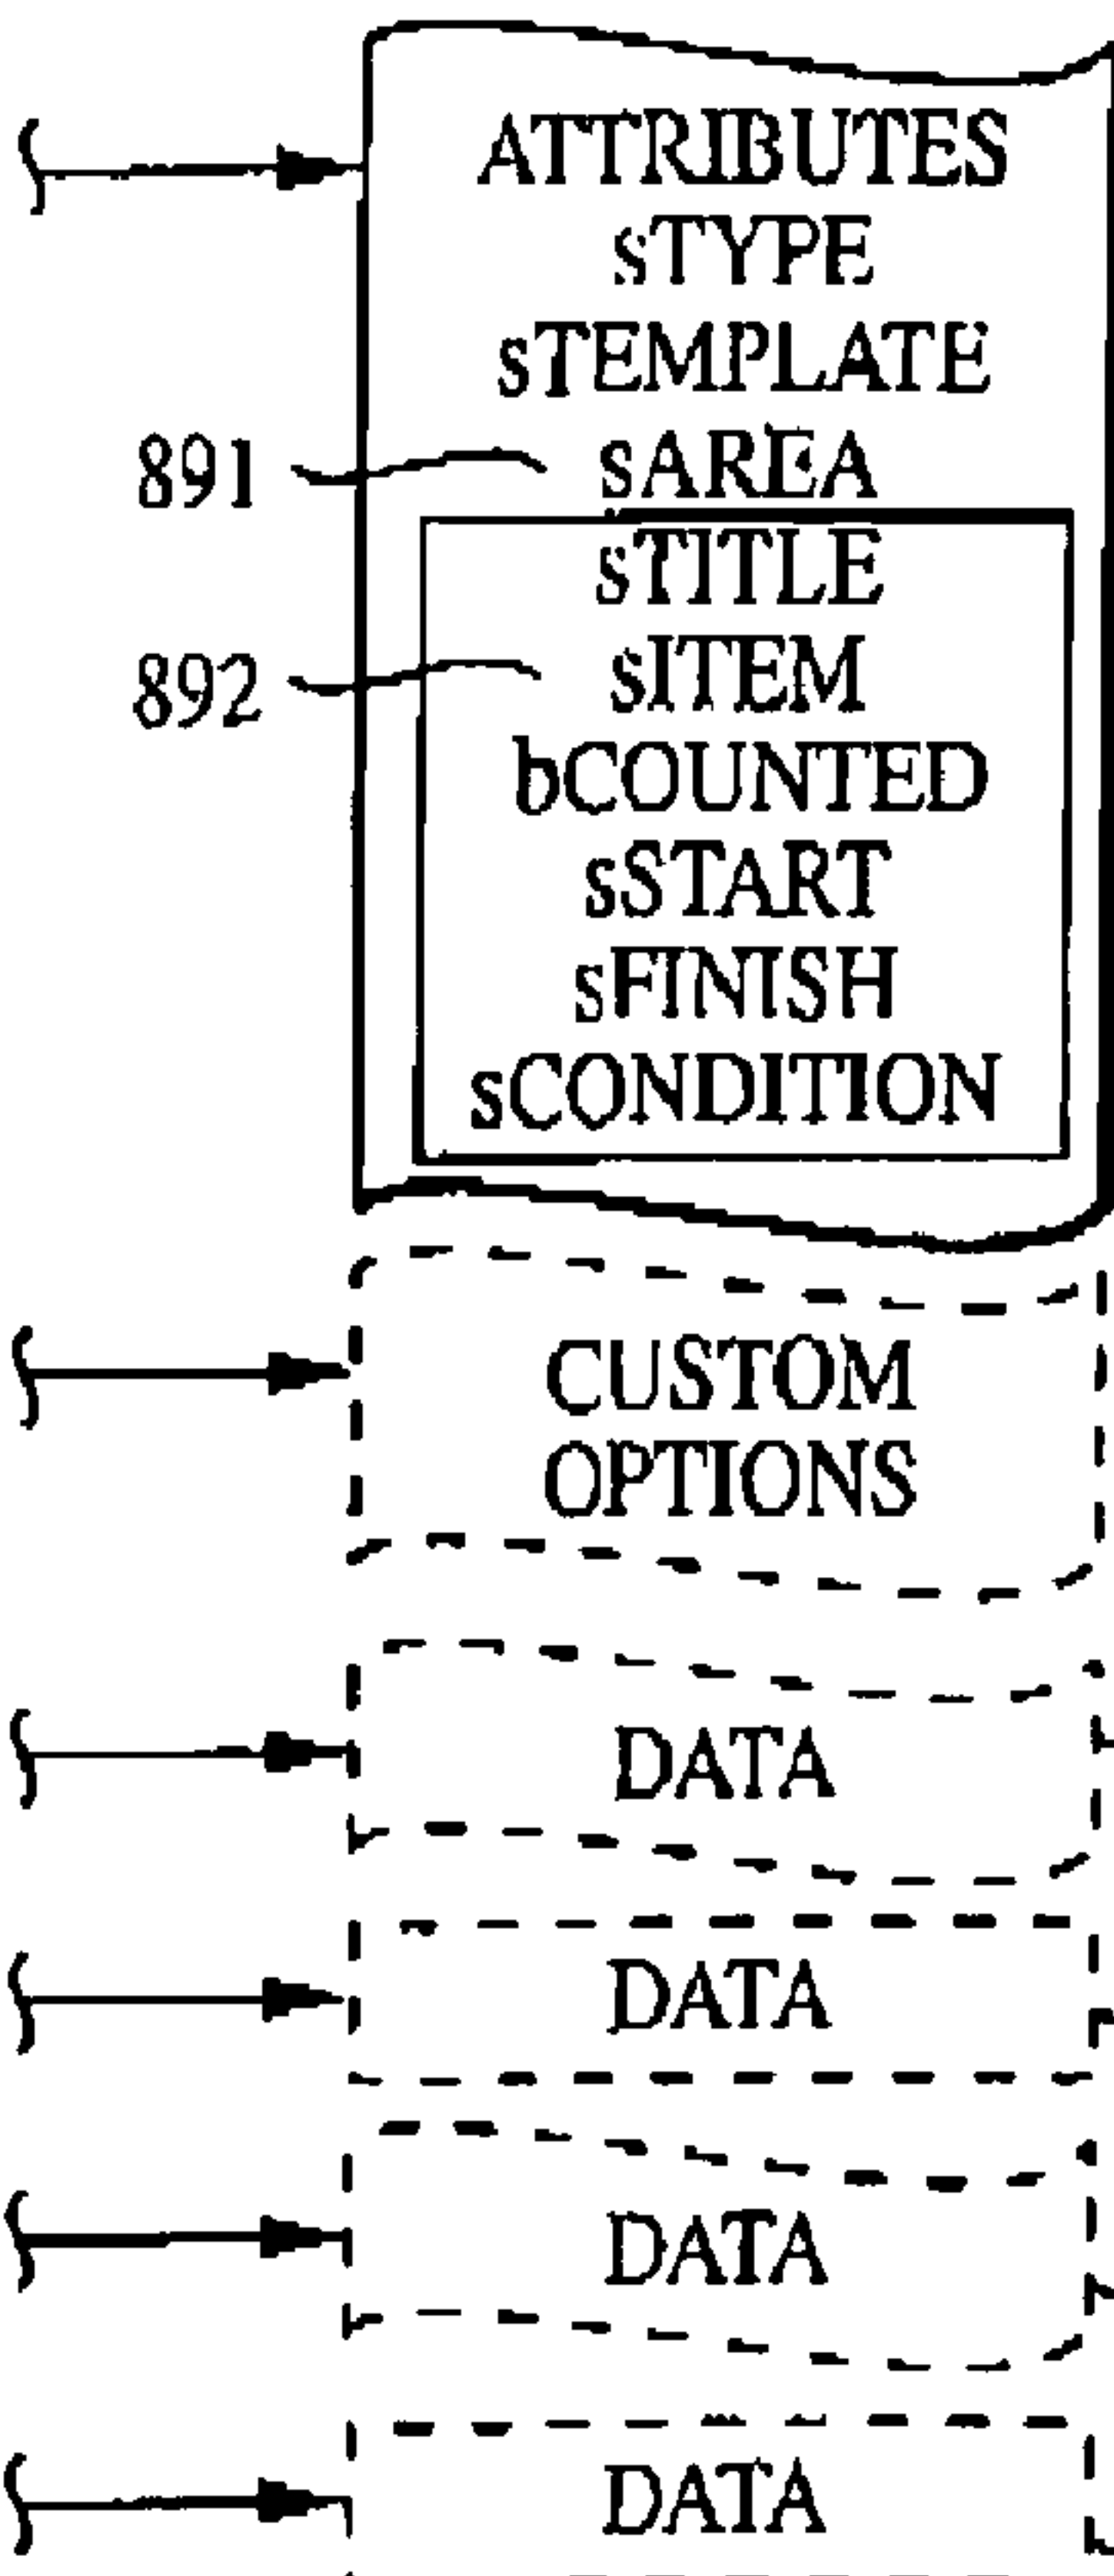 ATTRIBUTES
sTYPE
sTEMPLATE
891 sAREA
sTITLE
892 sITEM
bCOUNTED
sSTART
sFINISH
sCONDITION
CUSTOM
OPTIONS
DATA
DATA
DATA
DATA